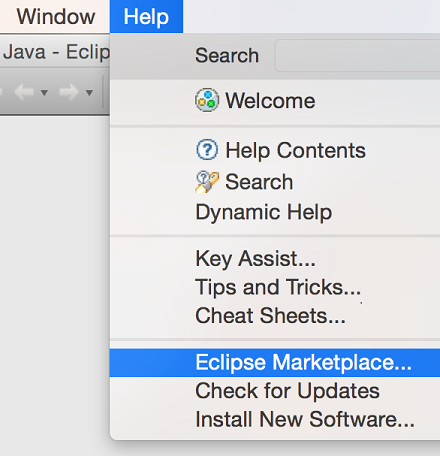 Window Help
Java - Eclip
Search
Welcome
Help Contents
Search
Dynamic Help
Key Assist...
Tips and Tricks...
Cheat Sheets...
Eclipse Marketplace...
Check for Updates
Install New Software...